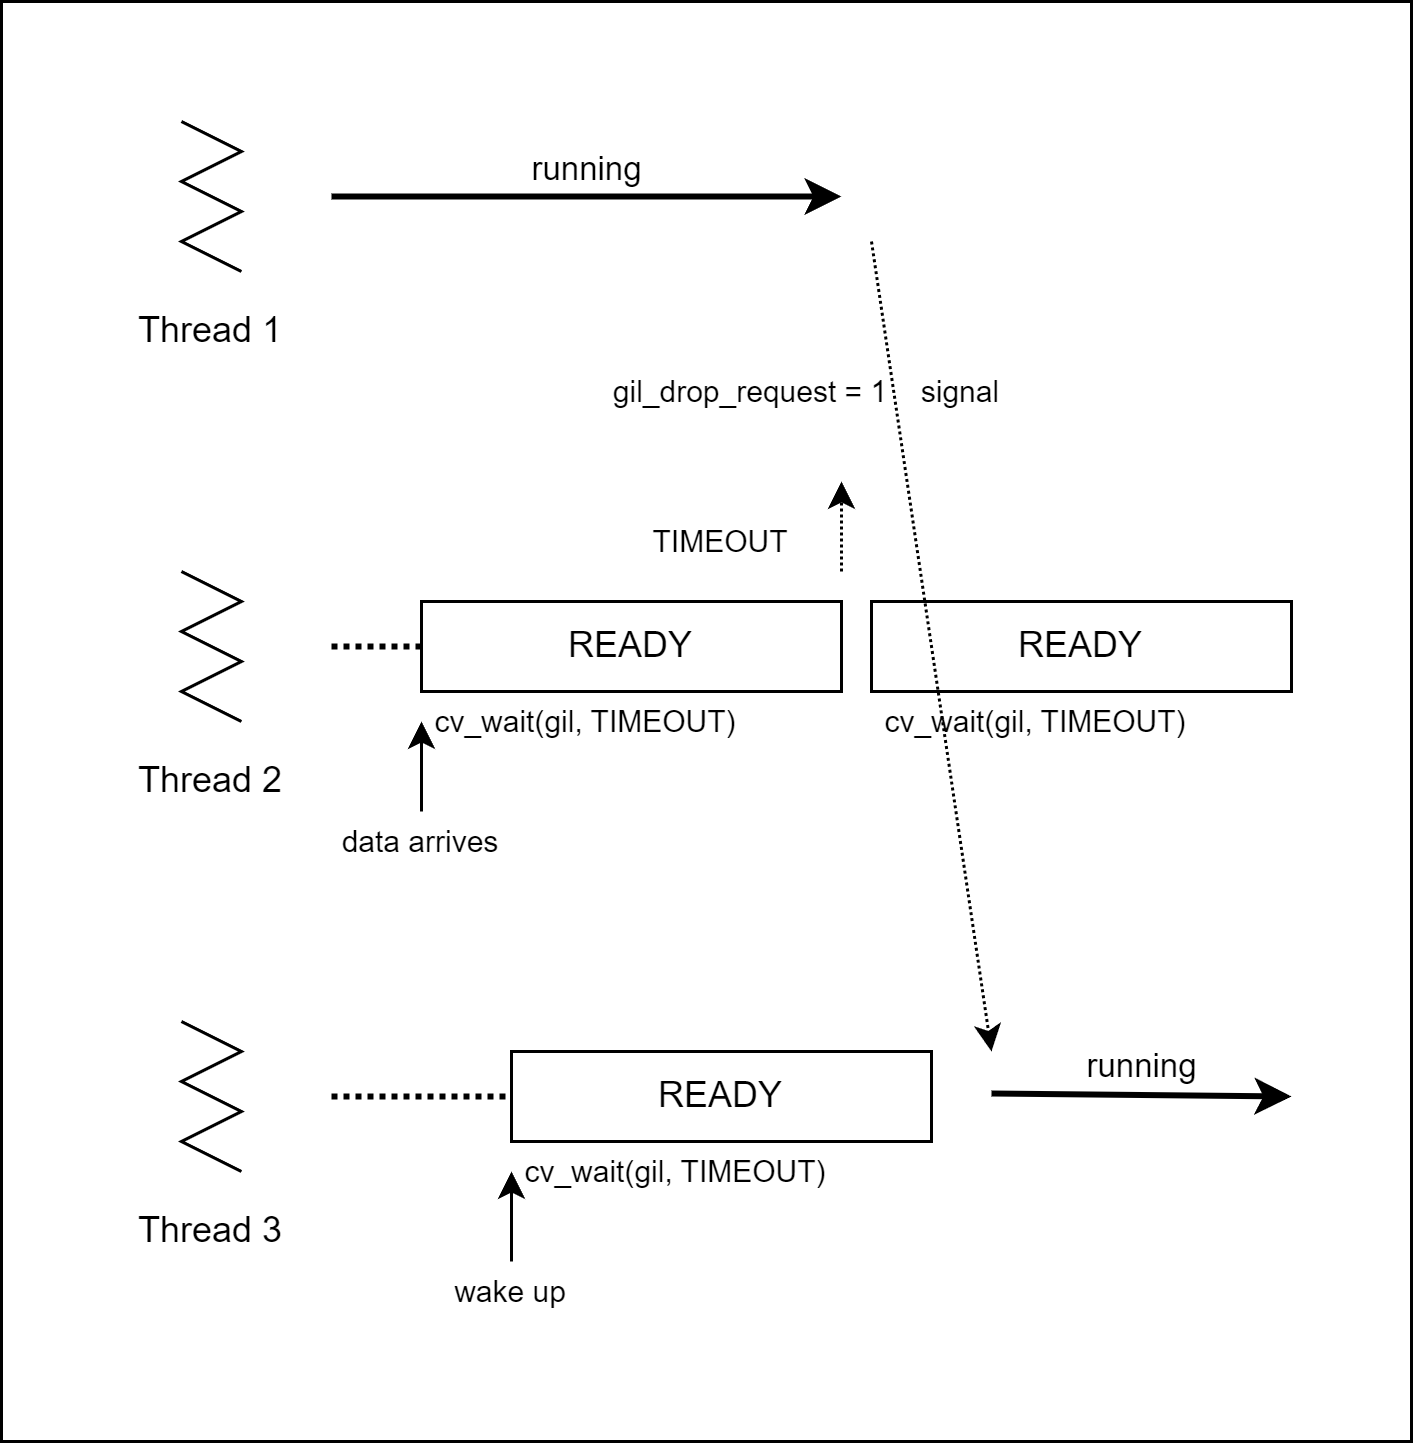 running
Thread 1
gil_drop_request = 1
signal
TIMEOUT
READY
READY
cv_wait(gil, TIMEOUT)
cv_wait(gil, TIMEOUT)
Thread 2
data arrives
running
READY
cv_wait(gil, TIMEOUT)
Thread 3
wake up